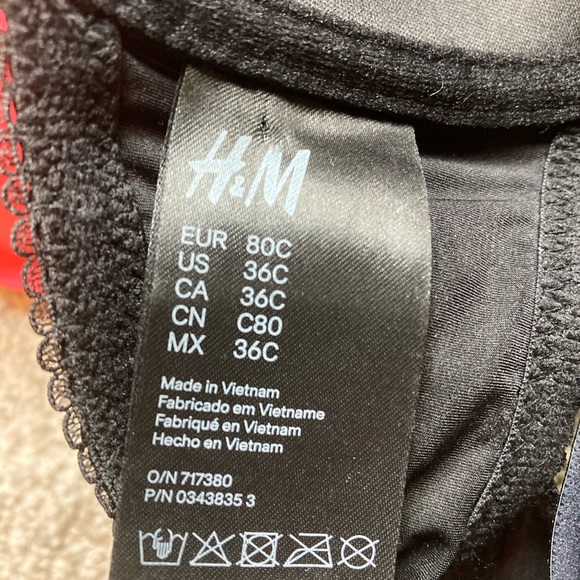 H&M
EUR 80C
US 36C
CA 36C
CN C80
MX 36C
Made in Vietnam
Fabricado em Vietname
Fabriqué en Vietnam
Hecho en Vietnam
O/N 717380
P/N 0343835 3